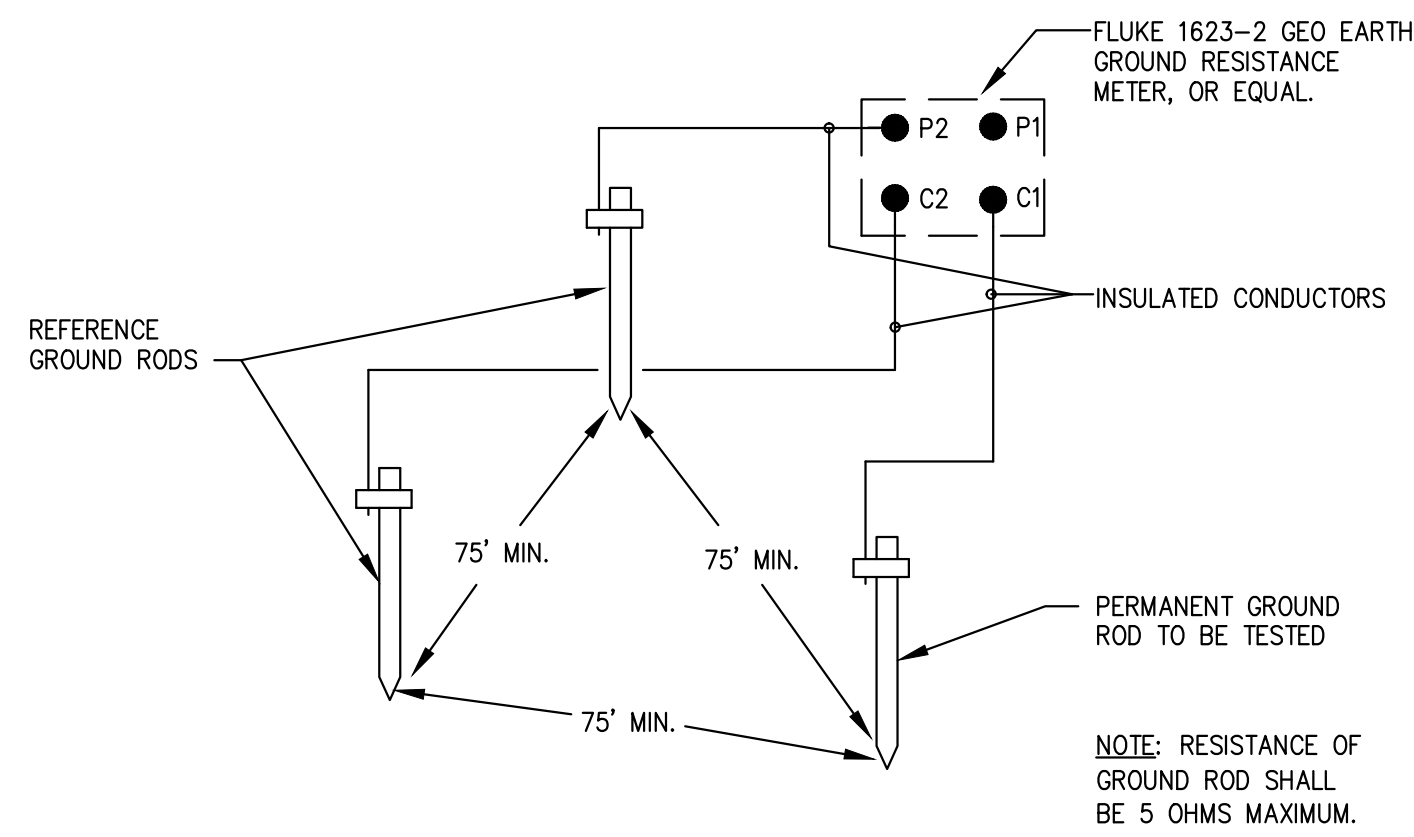 FLUKE 1623-2 GEO EARTH
GROUND RESISTANCE
METER, OR EQUAL.
P2
P1
C2
C1
INSULATED CONDUCTORS
REFERENCE
GROUND RODS
75' MIN.
75' MIN.
PERMANENT GROUND
ROD TO BE TESTED
75' MIN.
NOTE: RESISTANCE OF
GROUND ROD SHALL
BE 5 OHMS MAXIMUM.